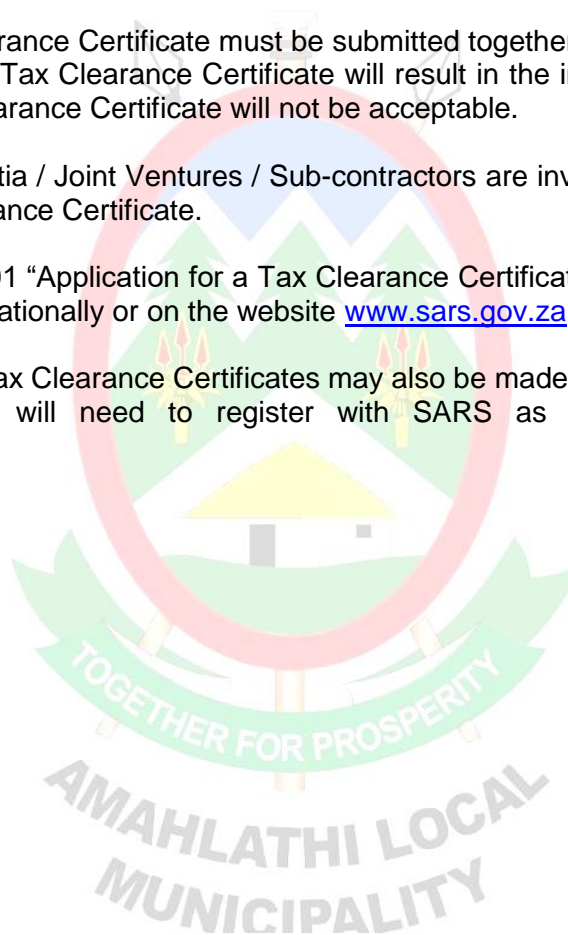 rance Certificate must be submitted together
Tax Clearance Certificate will result in the i
arance Certificate will not be acceptable.
tia / Joint Ventures / Sub-contractors are inv
ance Certificate.
01 “Application for a Tax Clearance Certificat
ationally or on the website www.sars.gov.za
ax Clearance Certificates may also be made
will need to register with SARS as
TOGETHER FOR PROSPERITY
AMAHLATHI LOCAL
MUNICIPALITY